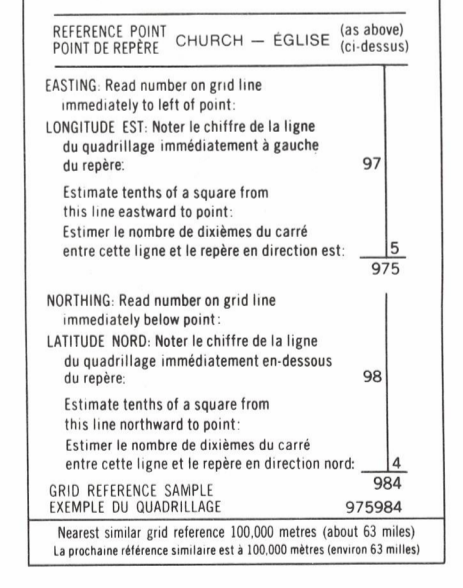 REFERENCE POINT
POINT DE REPÈRE
CHURCH — ÉGLISE
(as above)
(ci-dessus)
EASTING: Read number on grid line
immediately to left of point:
LONGITUDE EST: Noter le chiffre de la ligne
du quadrillage immédiatement à gauche
du repère: 97
Estimate tenths of a square from
this line eastward to point:
Estimer le nombre de dixièmes du carré
entre cette ligne et le repère en direction est: 5
975
NORTHING: Read number on grid line
immediately below point:
LATITUDE NORD: Noter le chiffre de la ligne
du quadrillage immédiatement en-dessous
du repère: 98
Estimate tenths of a square from
this line northward to point:
Estimer le nombre de dixièmes du carré
entre cette ligne et le repère en direction nord: 4
984
GRID REFERENCE SAMPLE
EXEMPLE DU QUADRILLAGE 975984
Nearest similar grid reference 100,000 metres (about 63 miles)
La prochaine référence similaire est à 100,000 mètres (environ 63 milles)